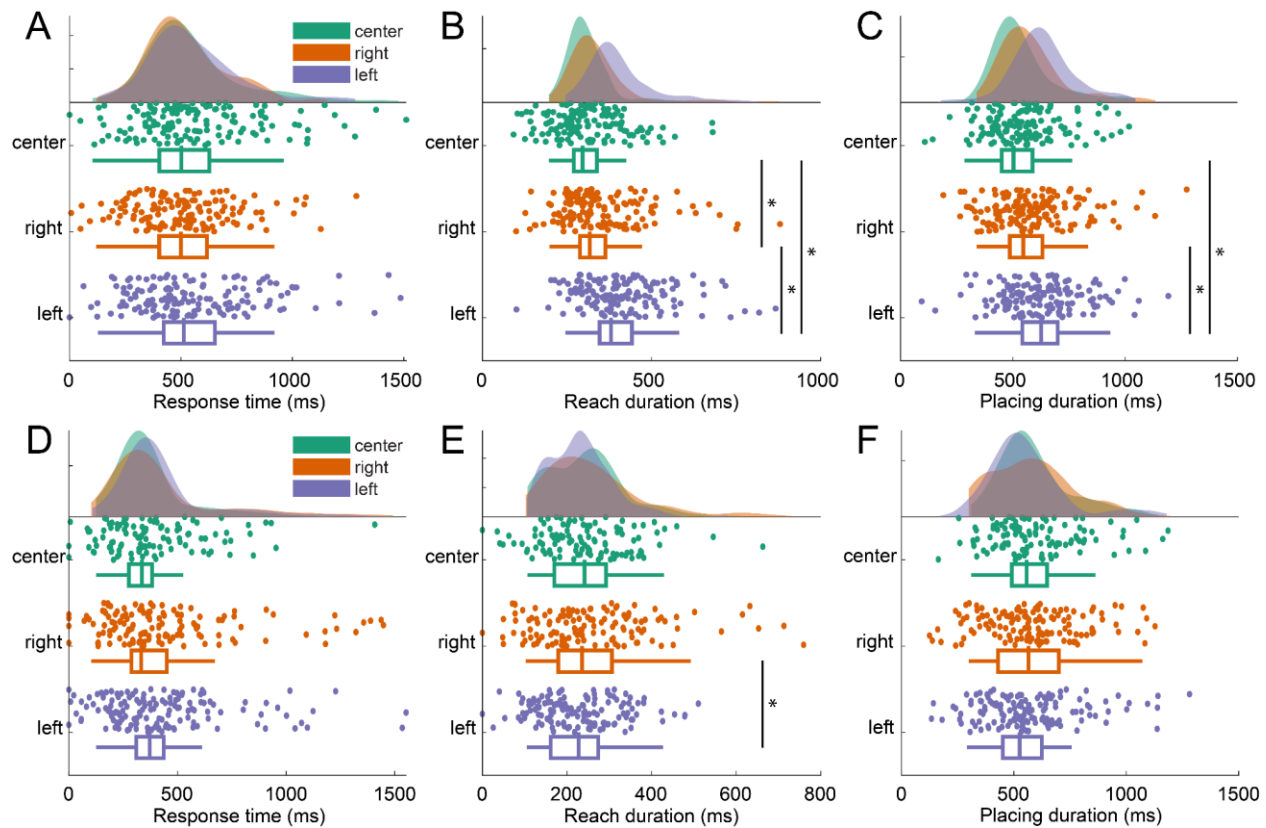 A
center
right
left
center
right
left
0 500 1000 1500
Response time (ms)
B
*
*
*
0 500 1000
Reach duration (ms)
C
*
*
0 500 1000 1500
Placing duration (ms)
D
center
right
left
center
right
left
0 500 1000 1500
Response time (ms)
E
*
0 200 400 600 800
Reach duration (ms)
F
0 500 1000 1500
Placing duration (ms)